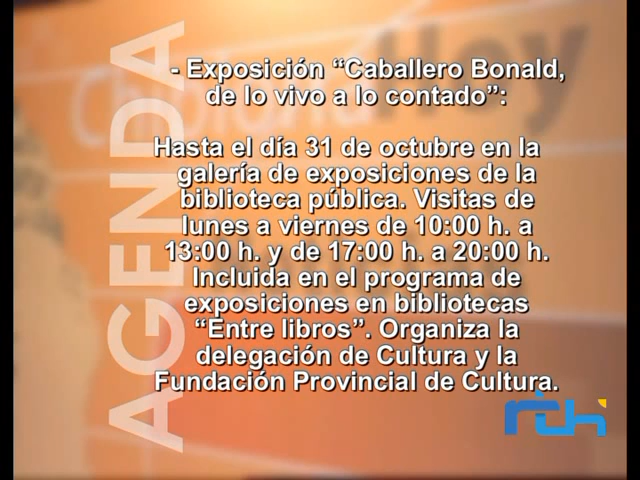 AGENDA
- Exposición “Caballero Bonald,
de lo vivo a lo contado”:
Hasta el día 31 de octubre en la
galería de exposiciones de la
biblioteca pública. Visitas de
lunes a viernes de 10:00 h. a
13:00 h. y de 17:00 h. a 20:00 h.
Incluida en el programa de
exposiciones en bibliotecas
“Entre libros”. Organiza la
delegación de Cultura y la
Fundación Provincial de Cultura.
rtch